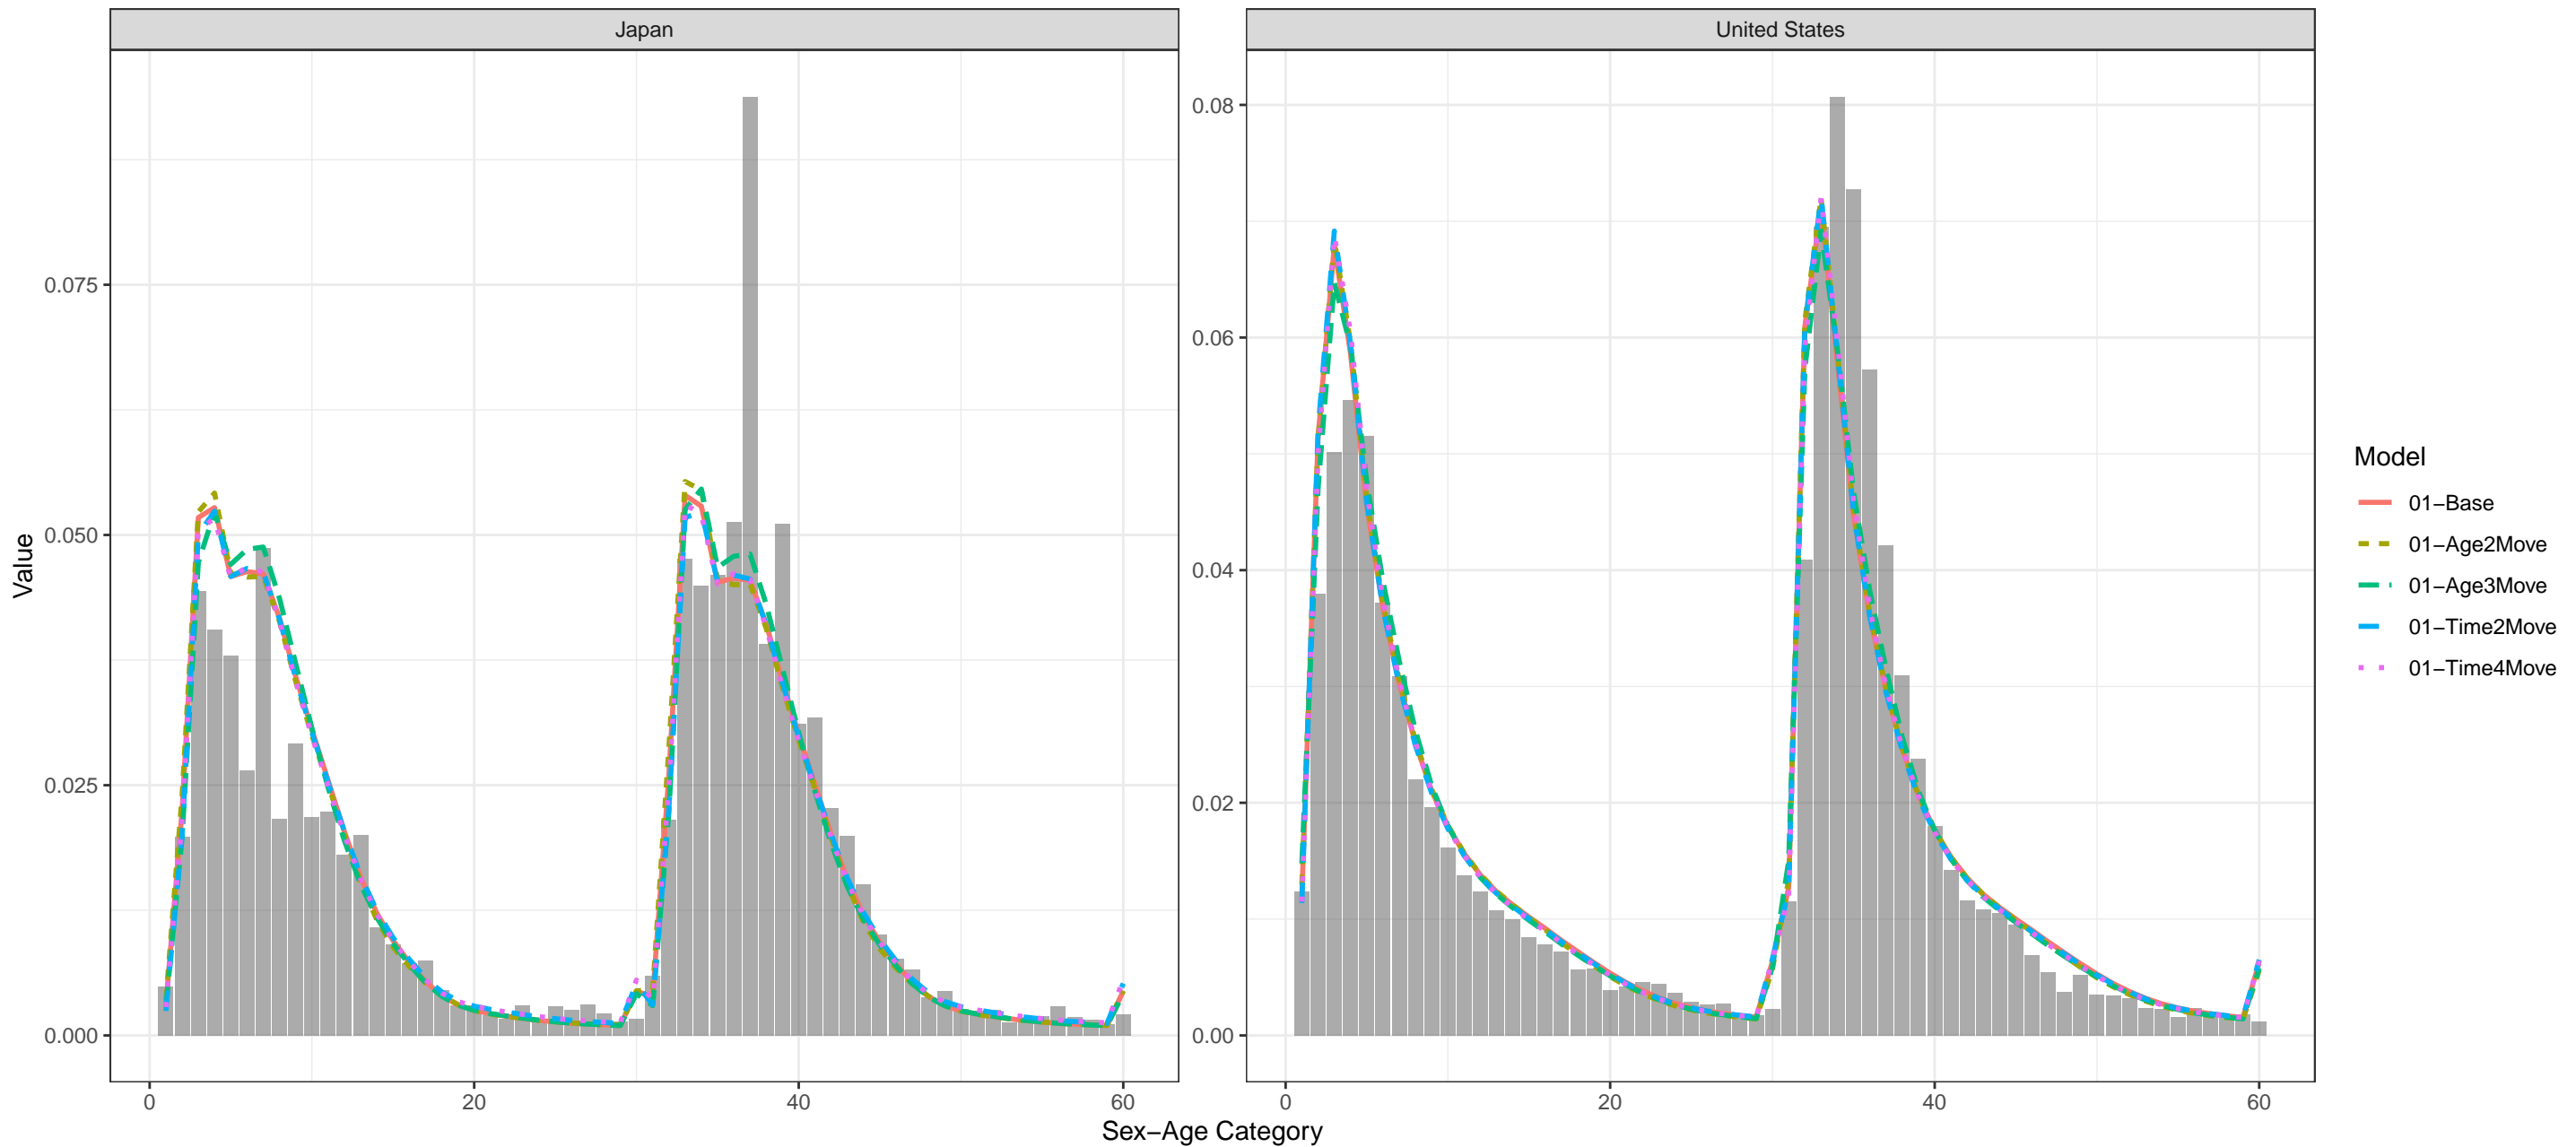 Japan
United States
Value
0.075
0.050
0.025
0.000
0.08
0.06
0.04
0.02
0.00
0
20
40
60
0
20
40
60
Sex−Age Category
Model
01−Base
01−Age2Move
01−Age3Move
01−Time2Move
01−Time4Move